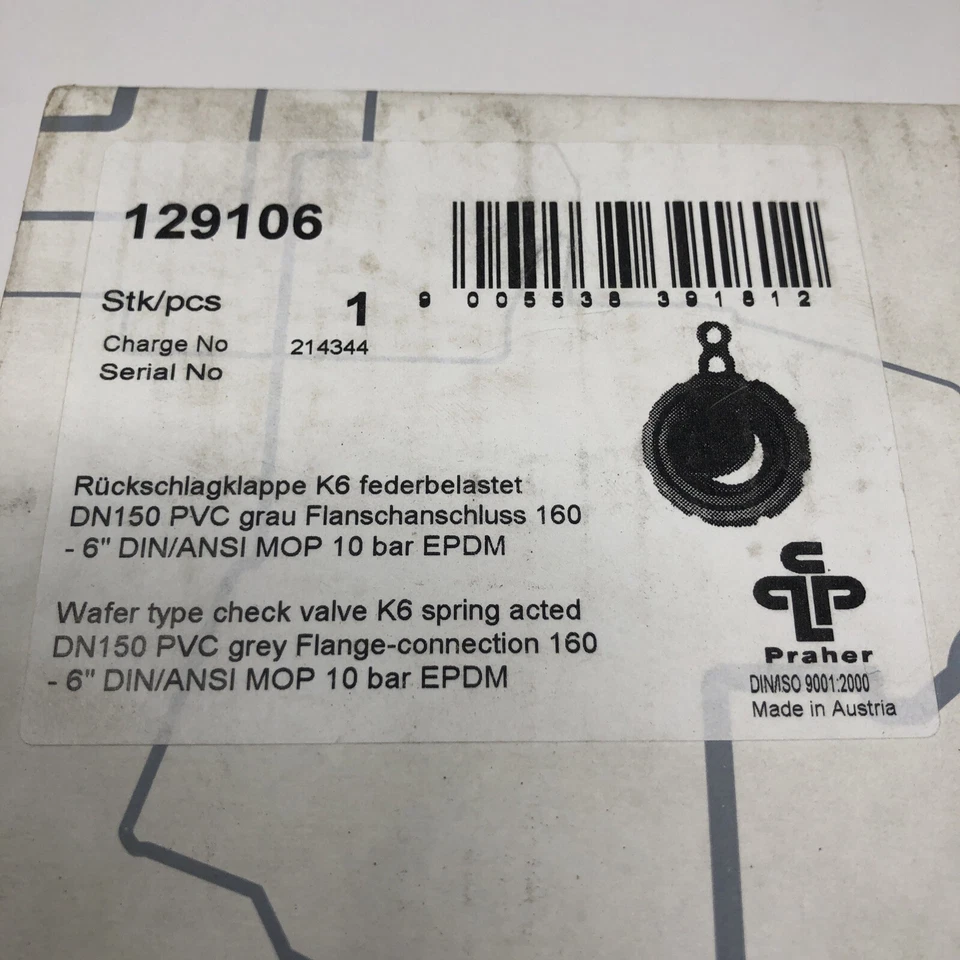 129106
9 005538 391812
Stk/pcs 1
Charge No 214344
Serial No
Rückschlagklappe K6 federbelastet
DN150 PVC grau Flanschanschluss 160
- 6" DIN/ANSI MOP 10 bar EPDM
Wafer type check valve K6 spring acted
DN150 PVC grey Flange-connection 160
- 6" DIN/ANSI MOP 10 bar EPDM
Praher
DIN/ISO 9001:2000
Made in Austria